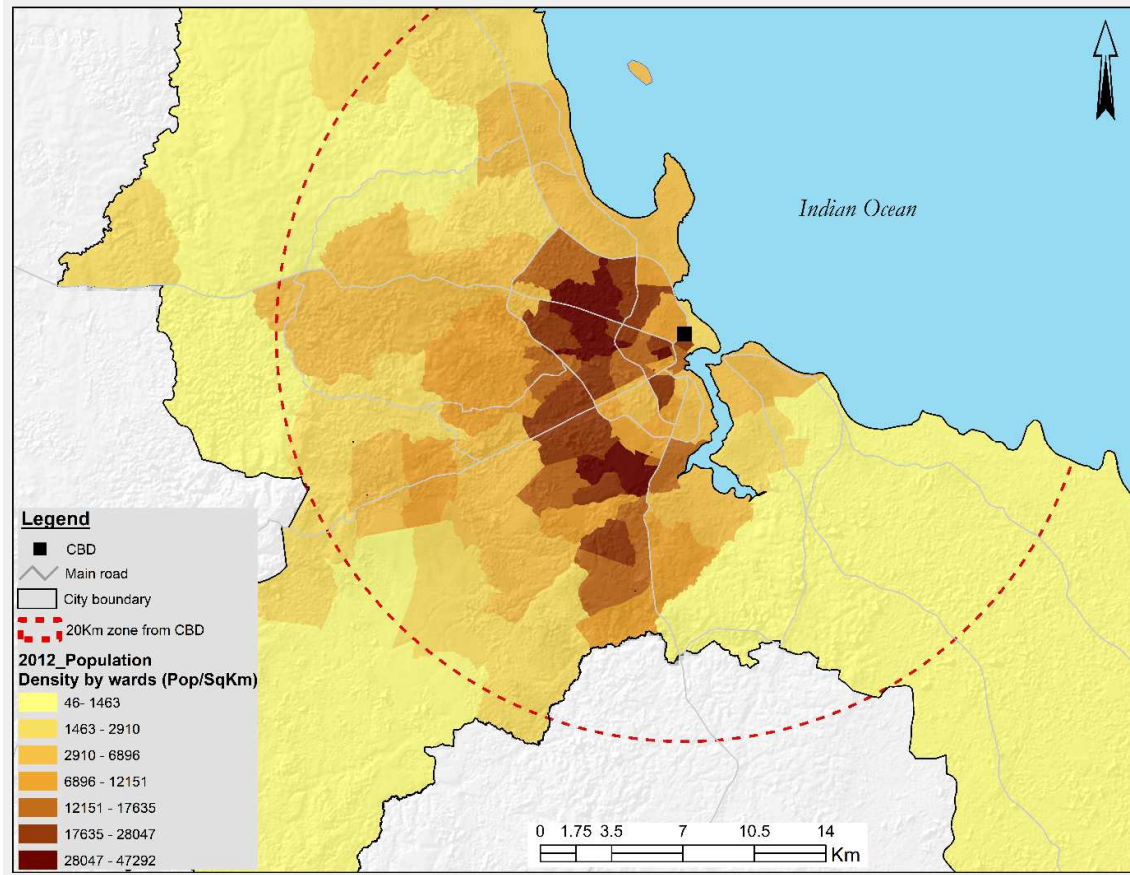 Indian Ocean
Legend
CBD
Main road
City boundary
20Km zone from CBD
2012_Population
Density by wards (Pop/SqKm)
46- 1463
1463 - 2910
2910 - 6896
6896 - 12151
12151 - 17635
17635 - 28047
28047 - 47292
0 1.75 3.5 7 10.5 14
Km